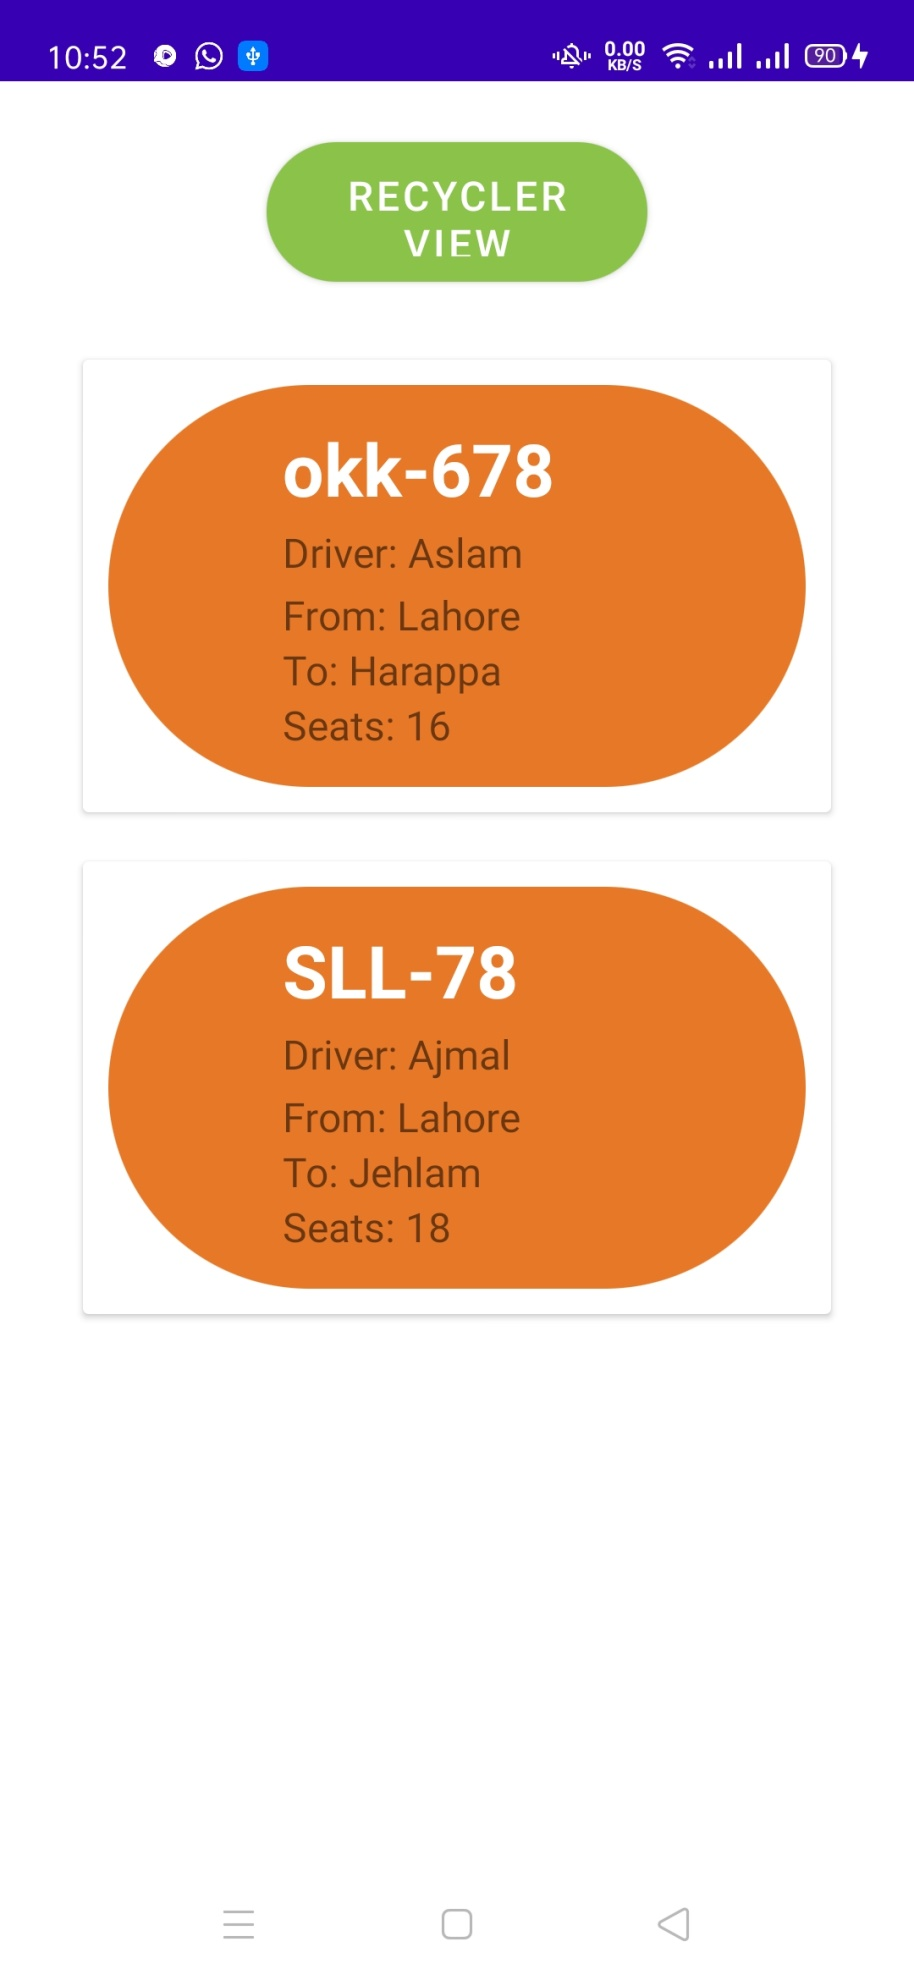 10:52
0.00
KB/S
90
RECYCLER
VIEW
okk-678
Driver: Aslam
From: Lahore
To: Harappa
Seats: 16
SLL-78
Driver: Ajmal
From: Lahore
To: Jehlam
Seats: 18